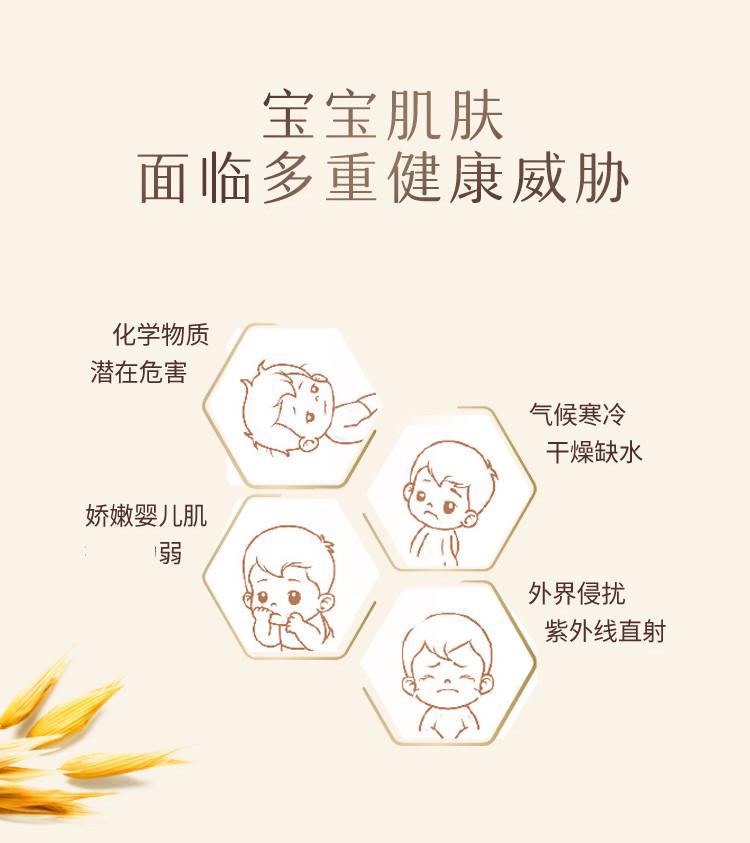 宝宝肌肤
面临多重健康威胁
化学物质
潜在危害
气候寒冷
干燥缺水
娇嫩婴儿肌
弱
外界侵扰
紫外线直射